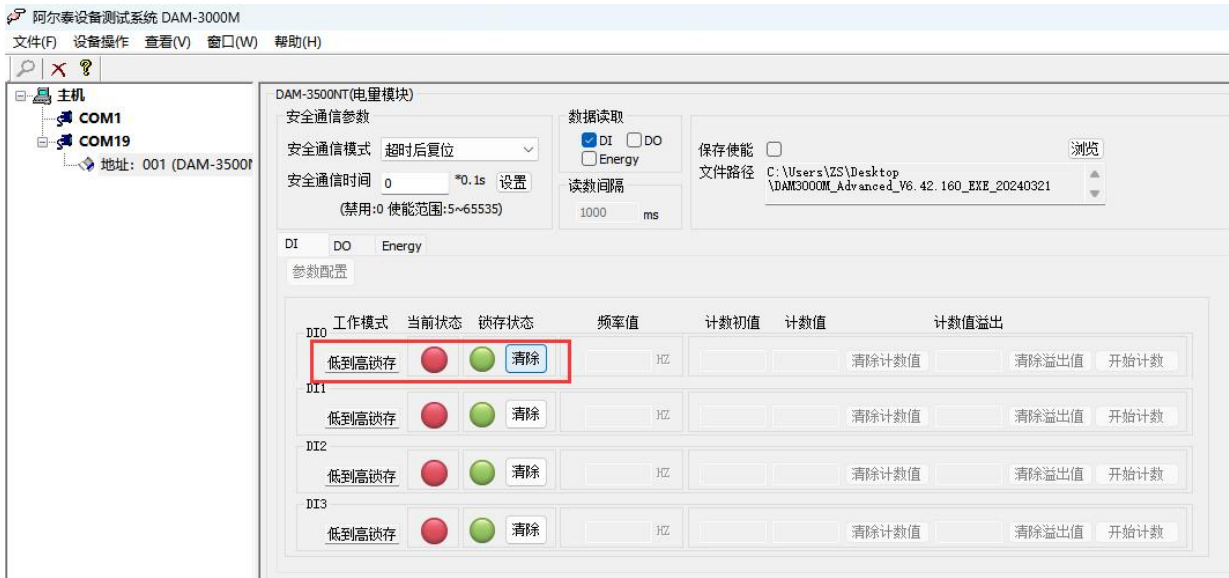 阿尔泰设备测试系统 DAM-3000M
文件(F) 设备操作 查看(V) 窗口(W) 帮助(H)
主机
COM1
COM19
地址: 001 (DAM-3500N
DAM-3500NT(电量模块)
安全通信参数
安全通信模式 超时后复位
安全通信时间 0 *0.1s 设置
(禁用:0 使能范围:5~65535)
数据读取
DI DO
Energy
读数间隔
1000 ms
保存使能 浏览
文件路径 C:\Users\ZS\Desktop
\DAM3000M_Advanced_V6.42.160_EXE_20240321
DI DO Energy
参数配置
工作模式 当前状态 锁存状态 频率值 计数初值 计数值 计数值溢出
DI0
低到高锁存 清除 HZ 清除计数值 清除溢出值 开始计数
DI1
低到高锁存 清除 HZ 清除计数值 清除溢出值 开始计数
DI2
低到高锁存 清除 HZ 清除计数值 清除溢出值 开始计数
DI3
低到高锁存 清除 HZ 清除计数值 清除溢出值 开始计数